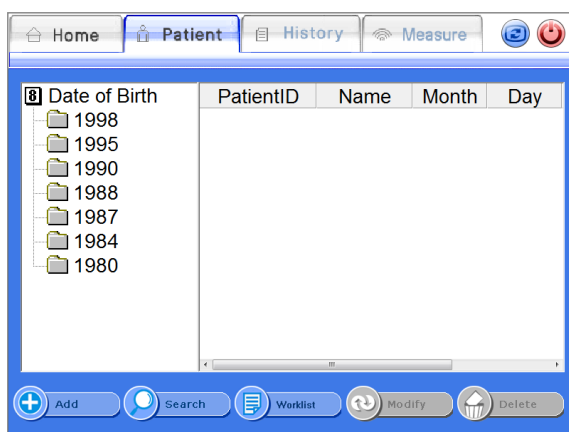 Home Patient History Measure
8 Date of Birth PatientID Name Month Day
1998
1995
1990
1988
1987
1984
1980
Add Search Worklist Modify Delete